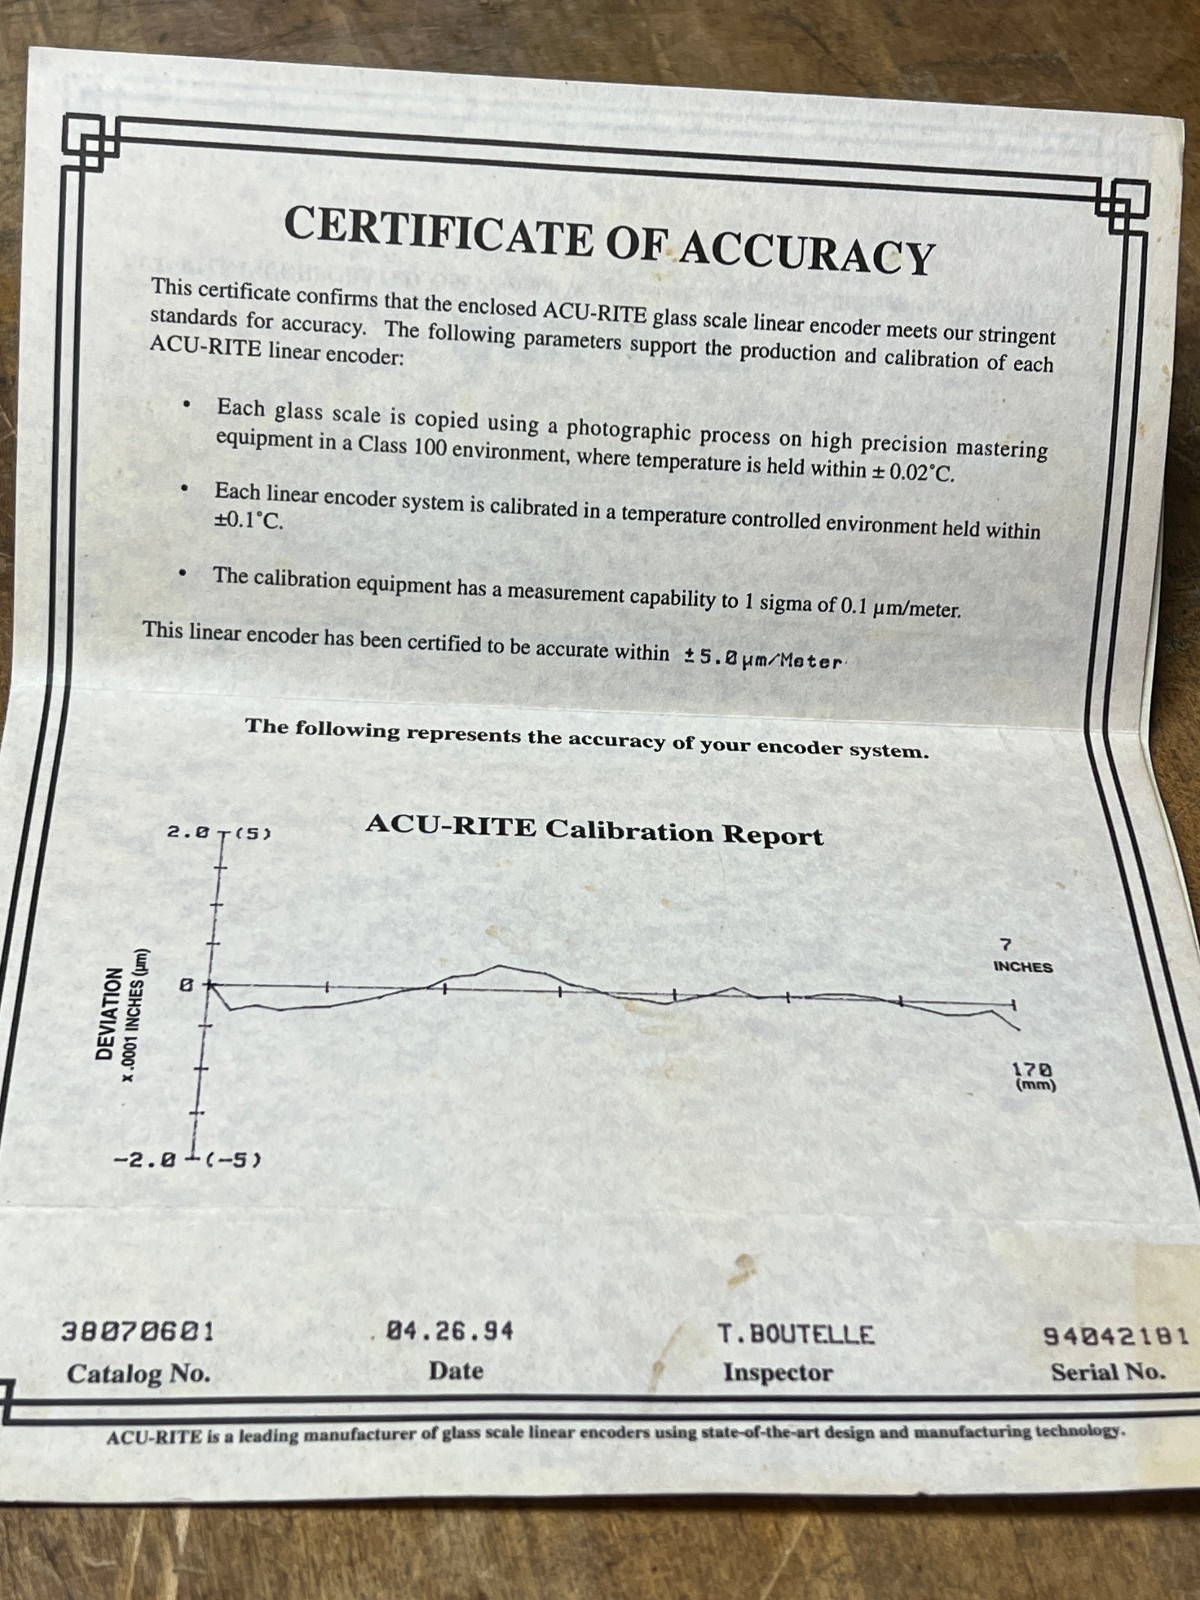 CERTIFICATE OF ACCURACY
This certificate confirms that the enclosed ACU-RITE glass scale linear encoder meets our stringent
standards for accuracy. The following parameters support the production and calibration of each
ACU-RITE linear encoder:
• Each glass scale is copied using a photographic process on high precision mastering
equipment in a Class 100 environment, where temperature is held within ± 0.02°C.
• Each linear encoder system is calibrated in a temperature controlled environment held within
±0.1°C.
• The calibration equipment has a measurement capability to 1 sigma of 0.1 µm/meter.
This linear encoder has been certified to be accurate within ±5.0µm/Meter
The following represents the accuracy of your encoder system.
ACU-RITE Calibration Report
2.0 (5)
7
INCHES
0
DEVIATION
x .0001 INCHES (µm)
170
(mm)
-2.0 (-5)
38070601 04.26.94 T.BOUTELLE 94042181
Catalog No. Date Inspector Serial No.
ACU-RITE is a leading manufacturer of glass scale linear encoders using state-of-the-art design and manufacturing technology.